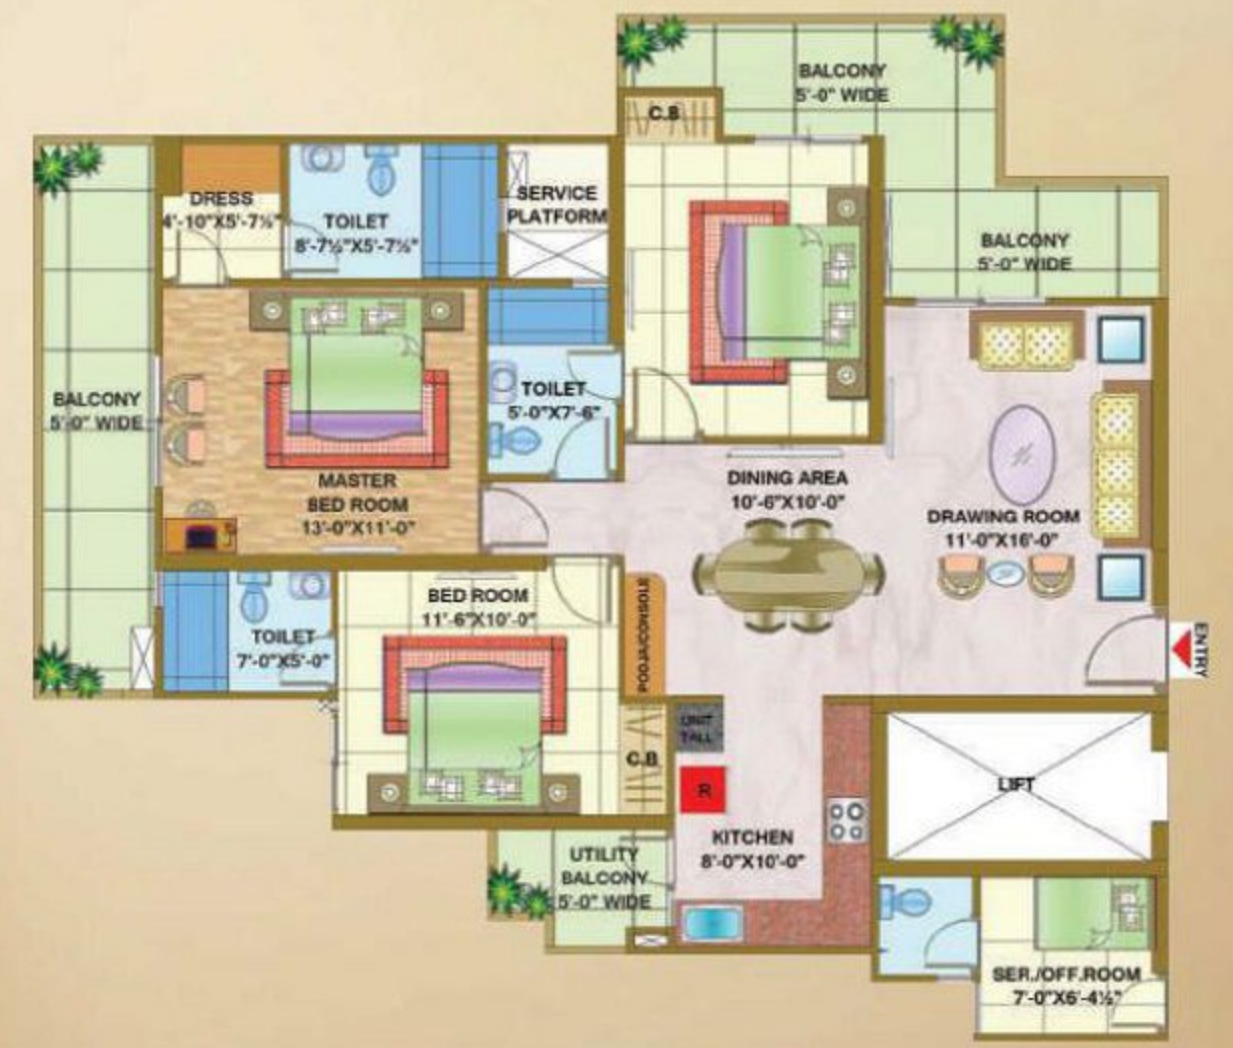 BALCONY
5'-0" WIDE
C.B
DRESS
4'-10"X5'-7½"
TOILET
8'-7½"X5'-7½"
SERVICE
PLATFORM
BALCONY
5'-0" WIDE
BALCONY
5'-0" WIDE
TOILET
5'-0"X7'-6"
MASTER
BED ROOM
13'-0"X11'-0"
DINING AREA
10'-6"X10'-0"
DRAWING ROOM
11'-0"X16'-0"
BED ROOM
11'-6"X10'-0"
TOILET
7'-0"X5'-0"
POOJA/CONSOLE
ENTRY
UNIT
TALL
C.B
R
LIFT
KITCHEN
8'-0"X10'-0"
UTILITY
BALCONY
5'-0" WIDE
SER./OFF.ROOM
7'-0"X6'-4½"